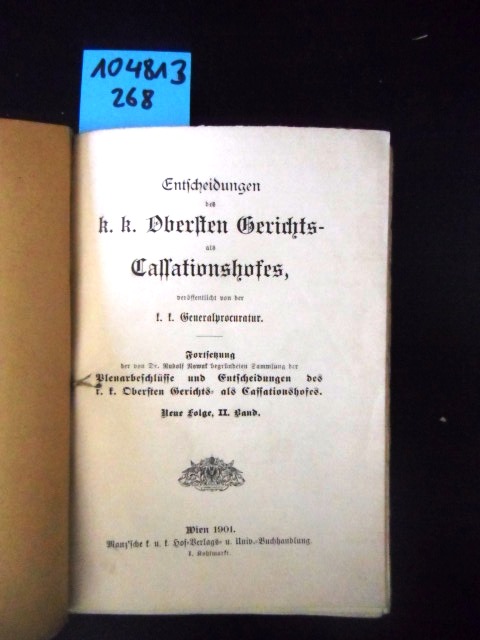 104813
268
Entscheidungen
des
k. k. Obersten Gerichts-
als
Cassationshofes,
veröffentlicht von der
k. k. Generalprocuratur.
Fortsetzung
der von Dr. Rudolf Nowak begründeten Sammlung der
Plenarbeschlüsse und Entscheidungen des
k. k. Obersten Gerichts- als Cassationshofes.
Neue Folge, II. Band.
Wien 1901.
Manz'sche k. u. k. Hof-Verlags- u. Univ.-Buchhandlung.
I. Kohlmarkt.